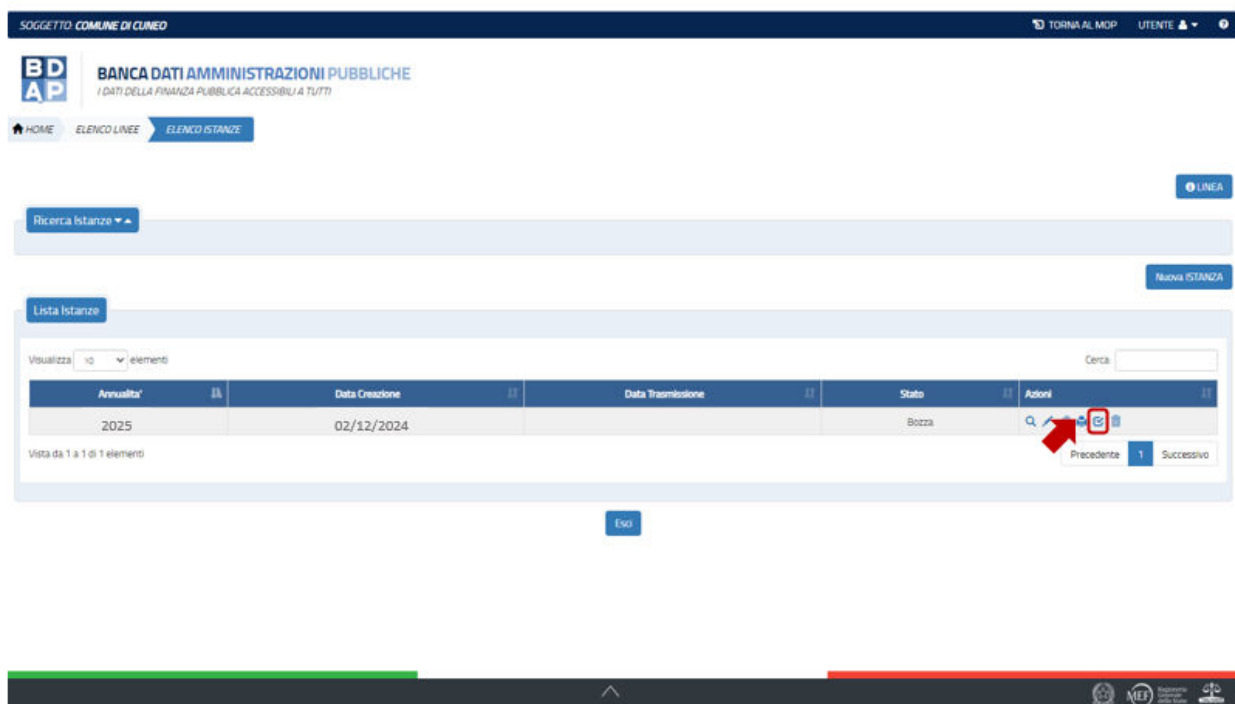 SOGGETTO COMUNE DI CUNEO
TORNA AL MOP UTENTE
BD
AP
BANCA DATI AMMINISTRAZIONI PUBBLICHE
I DATI DELLA FINANZA PUBBLICA ACCESSIBILI A TUTTI
HOME ELENCO LINEE ELENCO ISTANZE
LINEA
Ricerca Istanze
Nuova ISTANZA
Lista Istanze
Visualizza 10 elementi
Cerca:
Annualita' Data Creazione Data Trasmissione Stato Azioni
2025 02/12/2024 Bozza
Vista da 1 a 1 di 1 elementi
Precedente 1 Successivo
Esci
MEF